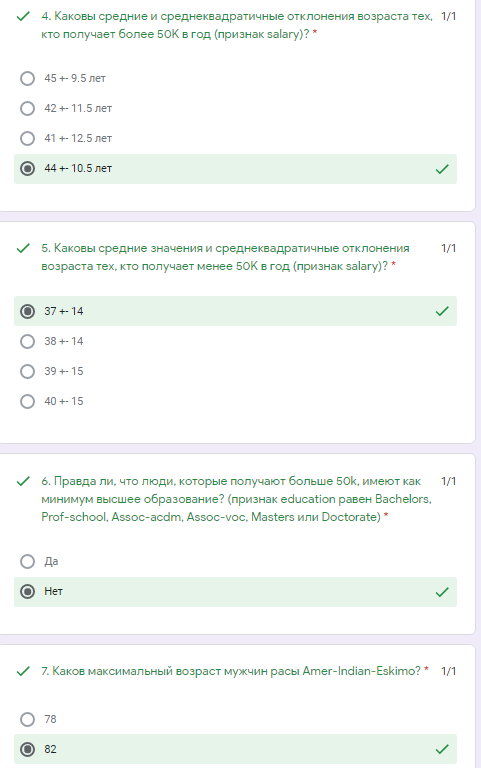 4. Каковы средние и среднеквадратичные отклонения возраста тех, 1/1
кто получает более 50K в год (признак salary)? *
45 +- 9.5 лет
42 +- 11.5 лет
41 +- 12.5 лет
44 +- 10.5 лет
5. Каковы средние значения и среднеквадратичные отклонения 1/1
возраста тех, кто получает менее 50K в год (признак salary)? *
37 +- 14
38 +- 14
39 +- 15
40 +- 15
6. Правда ли, что люди, которые получают больше 50k, имеют как 1/1
минимум высшее образование? (признак education равен Bachelors,
Prof-school, Assoc-acdm, Assoc-voc, Masters или Doctorate) *
Да
Нет
7. Каков максимальный возраст мужчин расы Amer-Indian-Eskimo? * 1/1
78
82